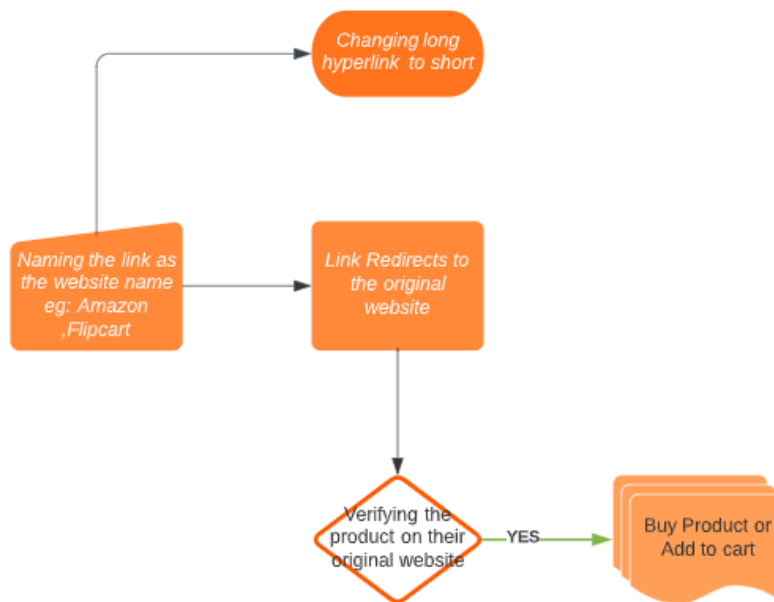 Changing long
hyperlink to short
Naming the link as
the website name
eg: Amazon
,Flipcart
Link Redirects to
the original
website
Verifying the
product on their
original website
YES
Buy Product or
Add to cart